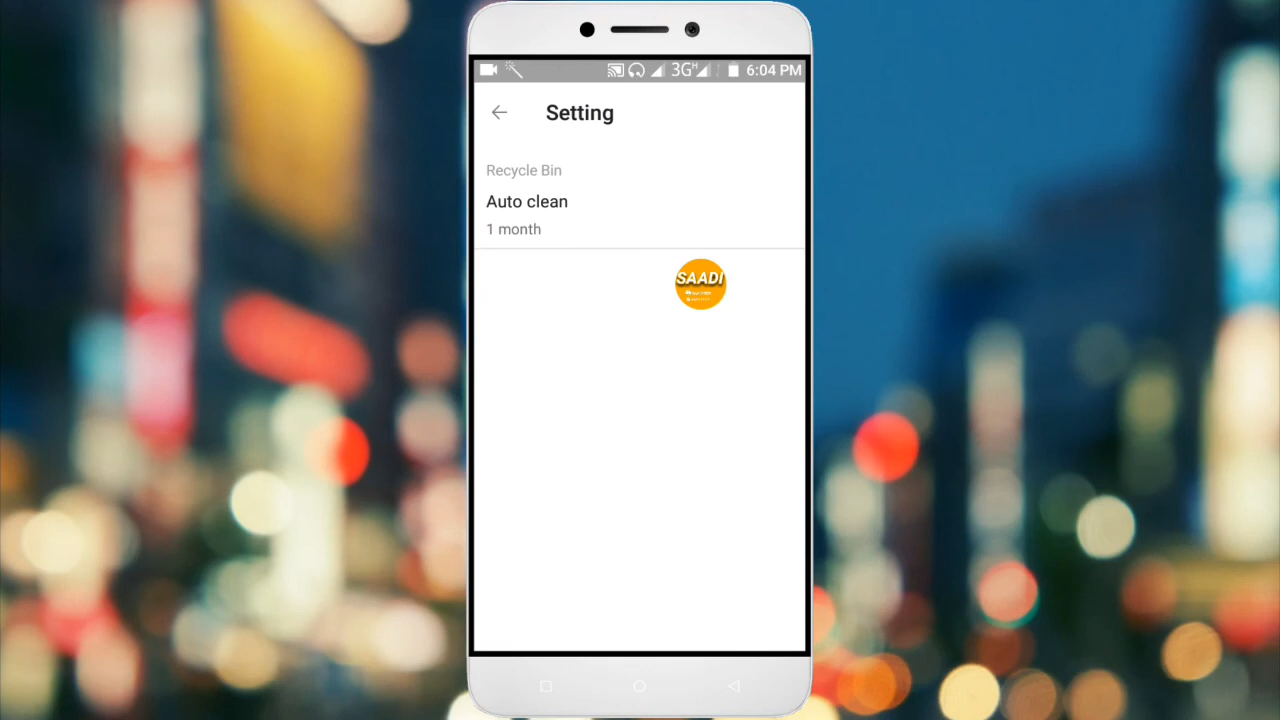 3G H 6:04 PM
Setting
Recycle Bin
Auto clean
1 month
SAADI